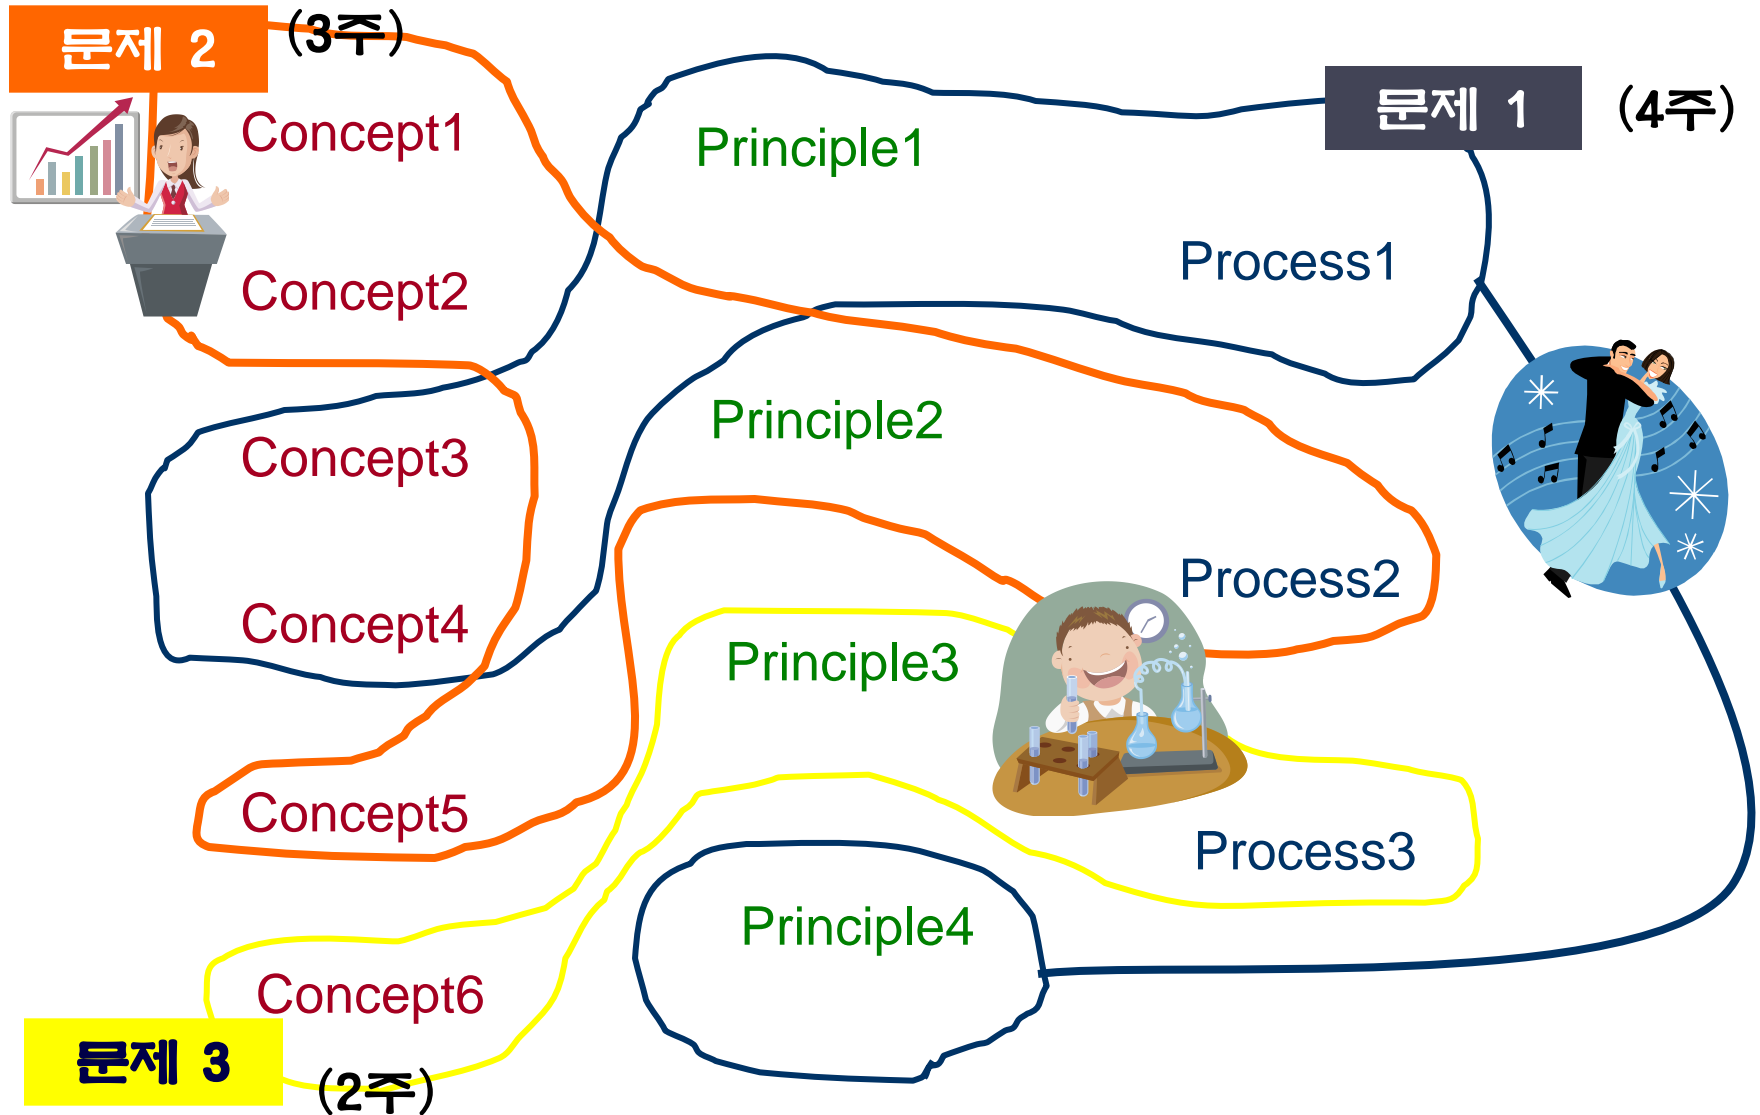 문제 2 (3주)
문제 1 (4주)
Concept1
Principle1
Process1
Concept2
Principle2
Concept3
Process2
Concept4
Principle3
Concept5
Process3
Principle4
Concept6
문제 3
(2주)